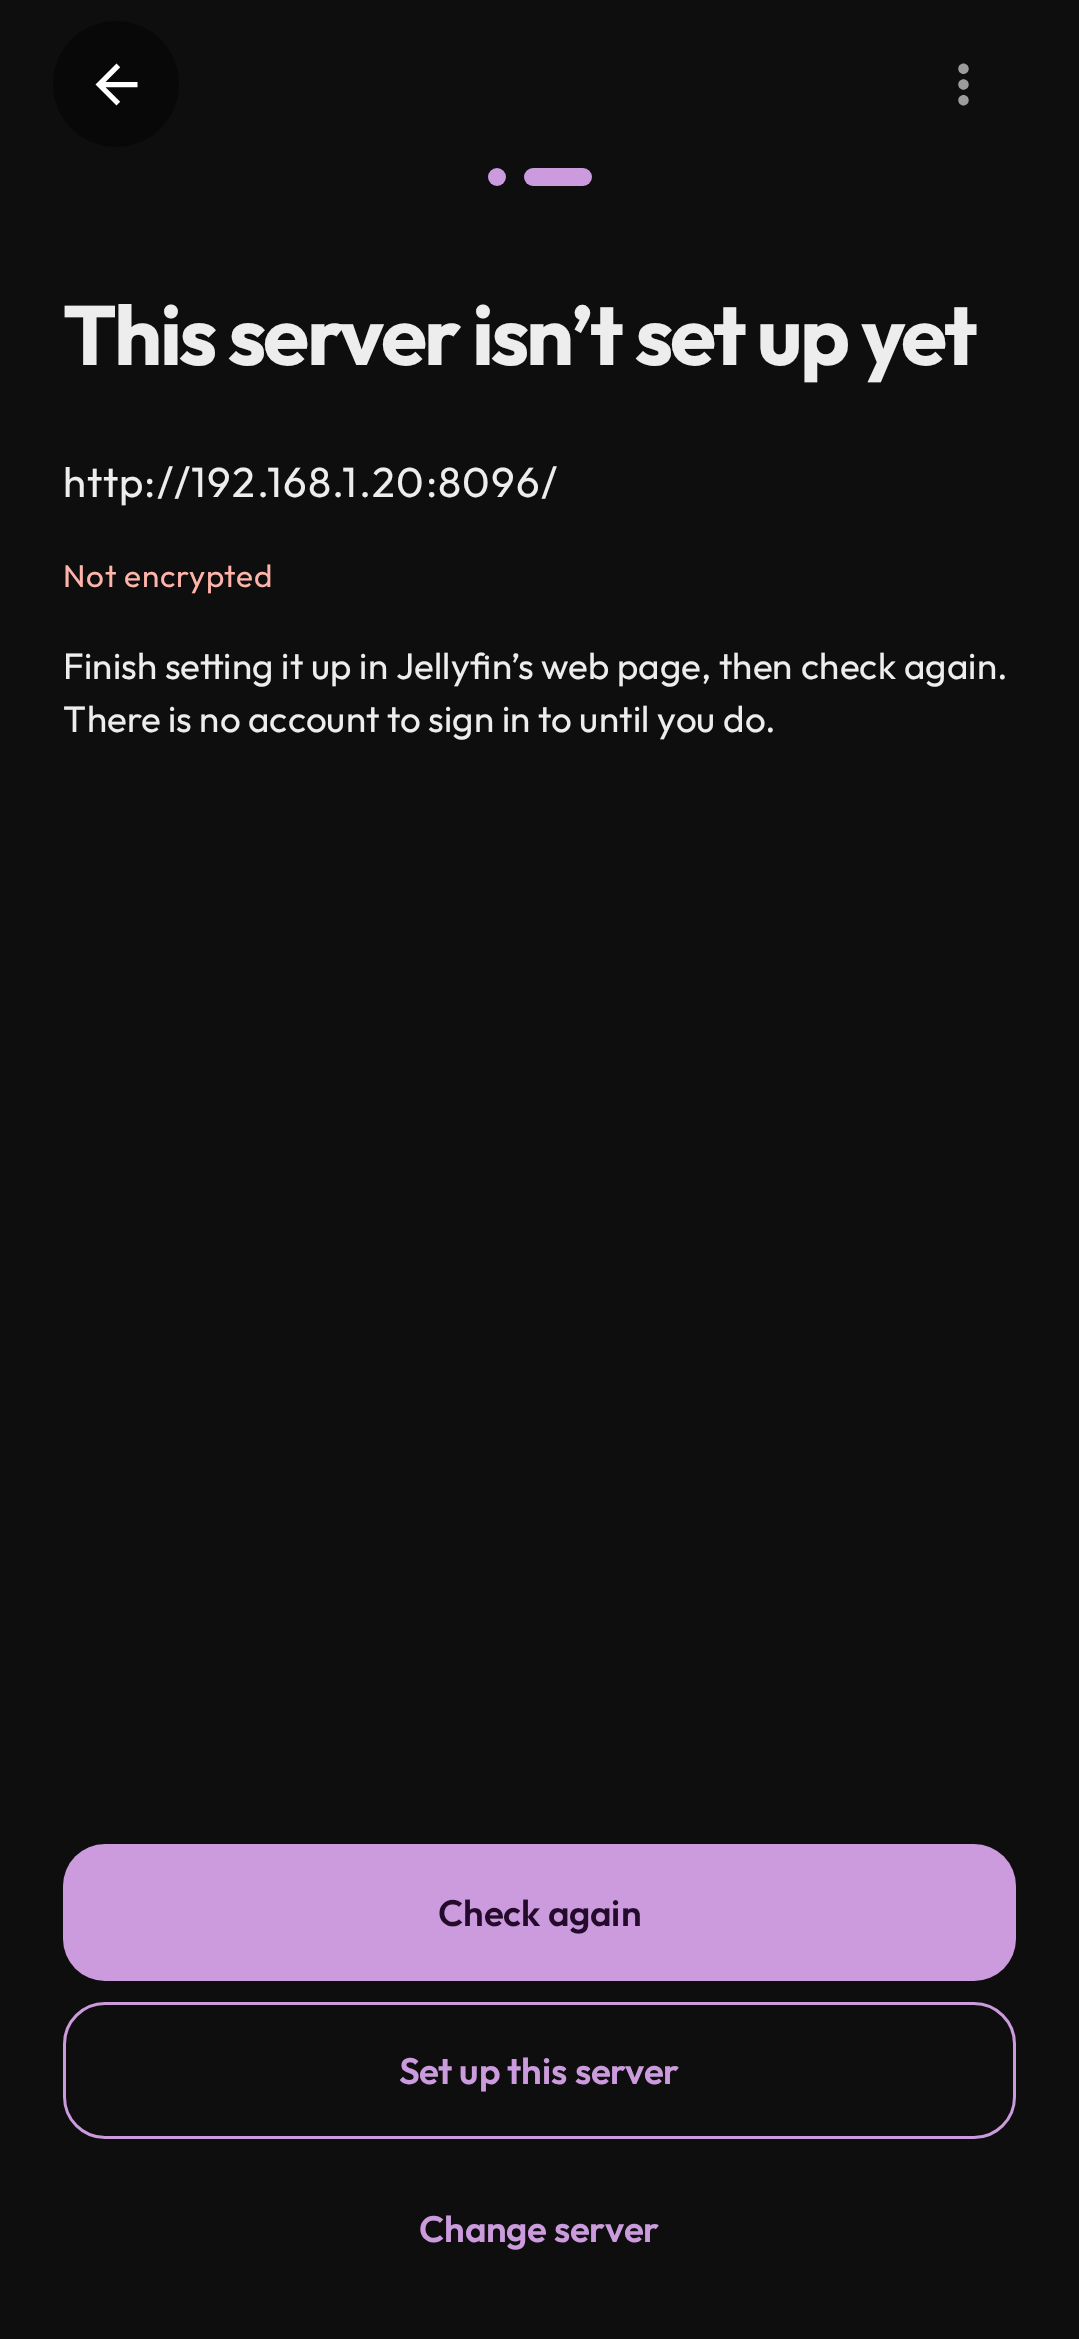 This server isn’t set up yet
http://192.168.1.20:8096/
Not encrypted
Finish setting it up in Jellyfin’s web page, then check again.
There is no account to sign in to until you do.
Check again
Set up this server
Change server